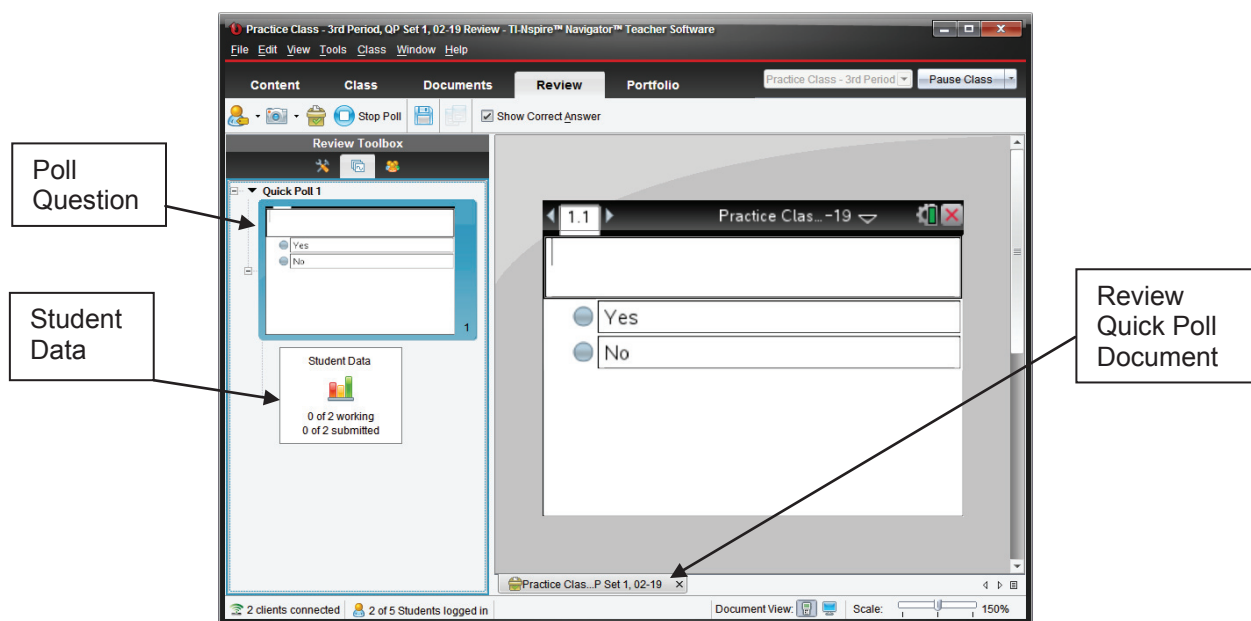 Practice Class - 3rd Period, QP Set 1, 02-19 Review - TI-Nspire™ Navigator™ Teacher Software
File Edit View Tools Class Window Help
Content Class Documents Review Portfolio Practice Class - 3rd Period Pause Class
Stop Poll Show Correct Answer
Review Toolbox
Poll
Question
Quick Poll 1
Yes
No
1
Student
Data
Student Data
0 of 2 working
0 of 2 submitted
1.1 Practice Clas...-19
Yes
No
Review
Quick Poll
Document
Practice Clas...P Set 1, 02-19
2 clients connected 2 of 5 Students logged in Document View: Scale: 150%